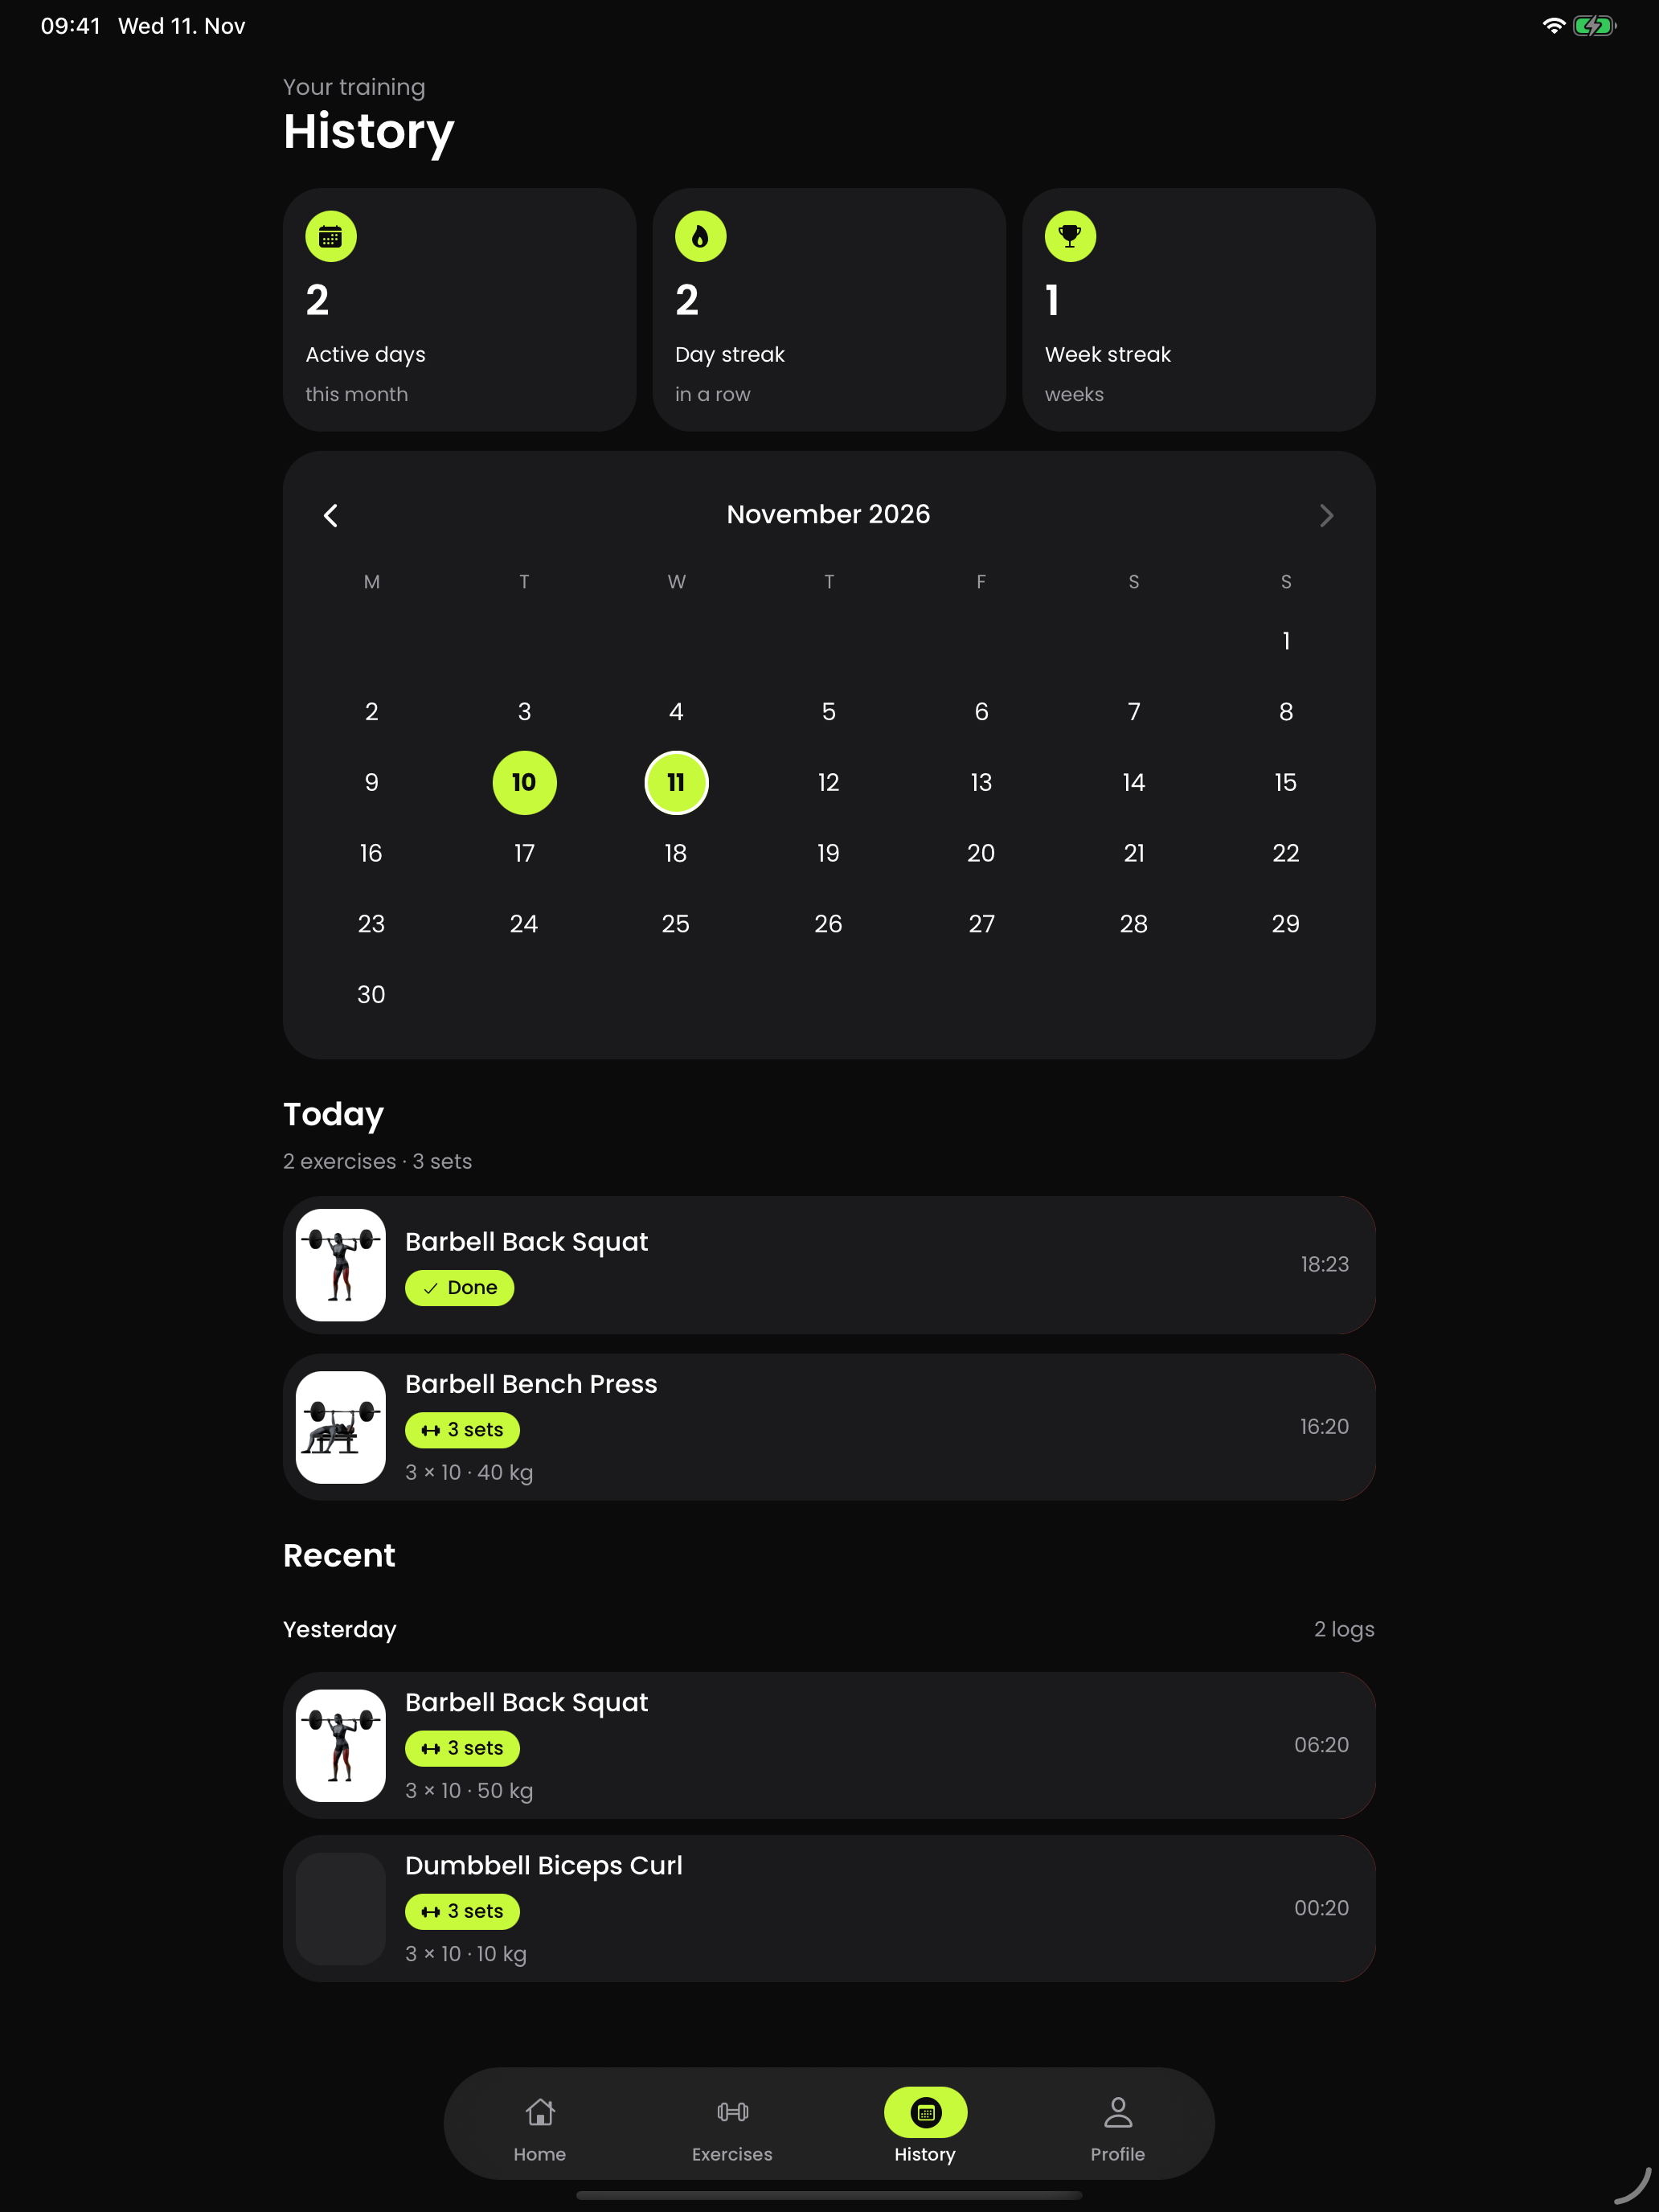 09:41 Wed 11. Nov
Your training
History
2
Active days
this month
2
Day streak
in a row
1
Week streak
weeks
November 2026
M T W T F S S
1
2 3 4 5 6 7 8
9 10 11 12 13 14 15
16 17 18 19 20 21 22
23 24 25 26 27 28 29
30
Today
2 exercises · 3 sets
Barbell Back Squat
Done
18:23
Barbell Bench Press
3 sets
3 × 10 · 40 kg
16:20
Recent
Yesterday 2 logs
Barbell Back Squat
3 sets
3 × 10 · 50 kg
06:20
Dumbbell Biceps Curl
3 sets
3 × 10 · 10 kg
00:20
Home Exercises History Profile